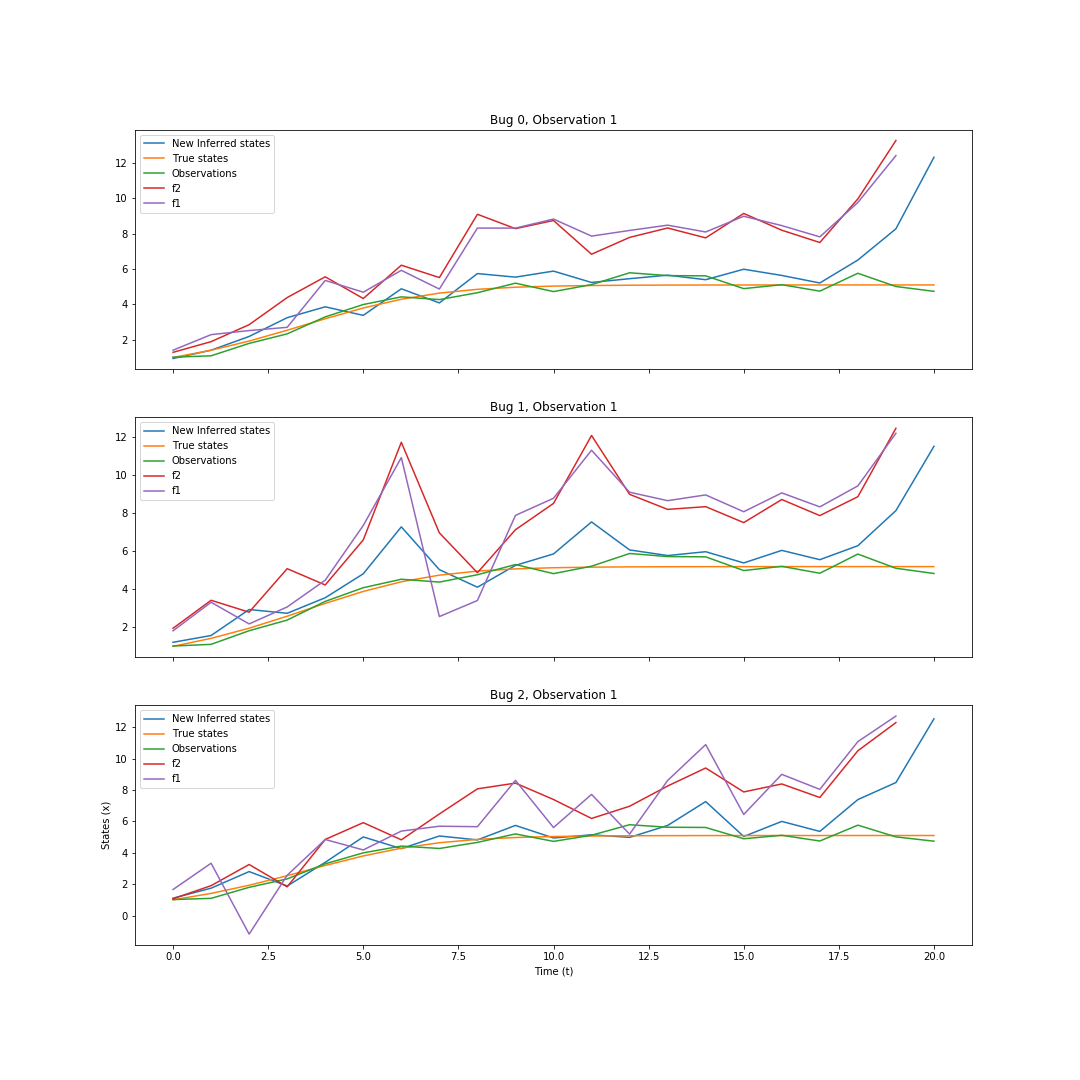 Bug 0, Observation 1
New Inferred states
True states
Observations
f2
f1
12
10
8
6
4
2
Bug 1, Observation 1
New Inferred states
True states
Observations
f2
f1
12
10
8
6
4
2
Bug 2, Observation 1
New Inferred states
True states
Observations
f2
f1
12
10
8
6
4
2
0
States (x)
0.0 2.5 5.0 7.5 10.0 12.5 15.0 17.5 20.0
Time (t)